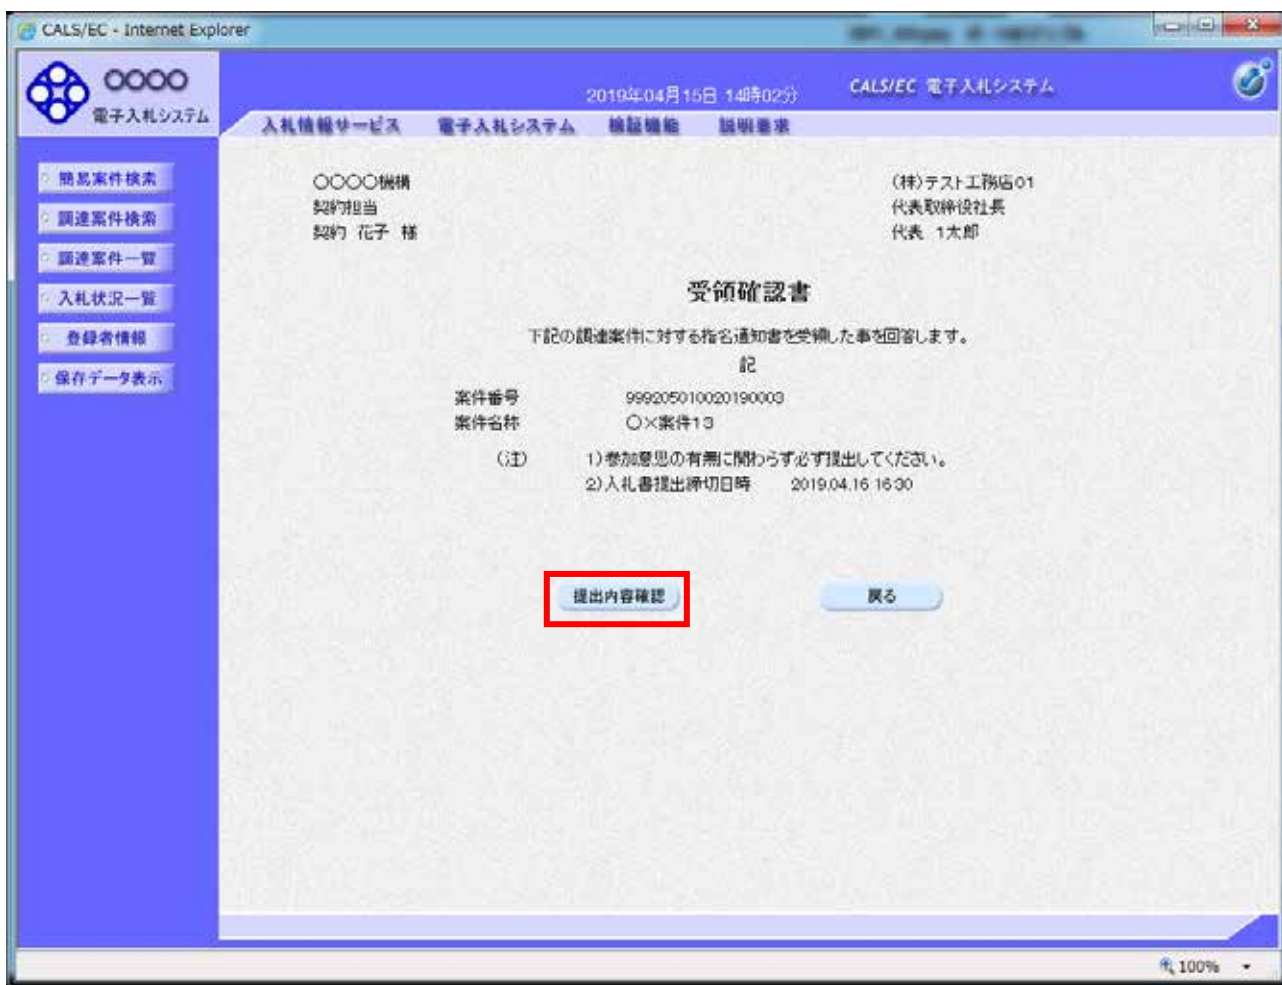 CALS/EC - Internet Explorer
OOOO
電子入札システム
2019年04月15日 14時02分
CALS/EC 電子入札システム
入札情報サービス 電子入札システム 検証機能 説明要求
簡易案件検索
調達案件検索
調達案件一覧
入札状況一覧
登録者情報
保存データ表示
〇〇〇〇機構
契約担当
契約 花子 様
(株)テスト工務店01
代表取締役社長
代表 1太郎
受領確認書
下記の調達案件に対する指名通知書を受領した事を回答します。
記
案件番号 999205010020190003
案件名称 〇×案件13
(注) 1)参加意思の有無に関わらず必ず提出してください。
2)入札書提出締切日時 2019.04.16 16:30
提出内容確認
戻る
100%